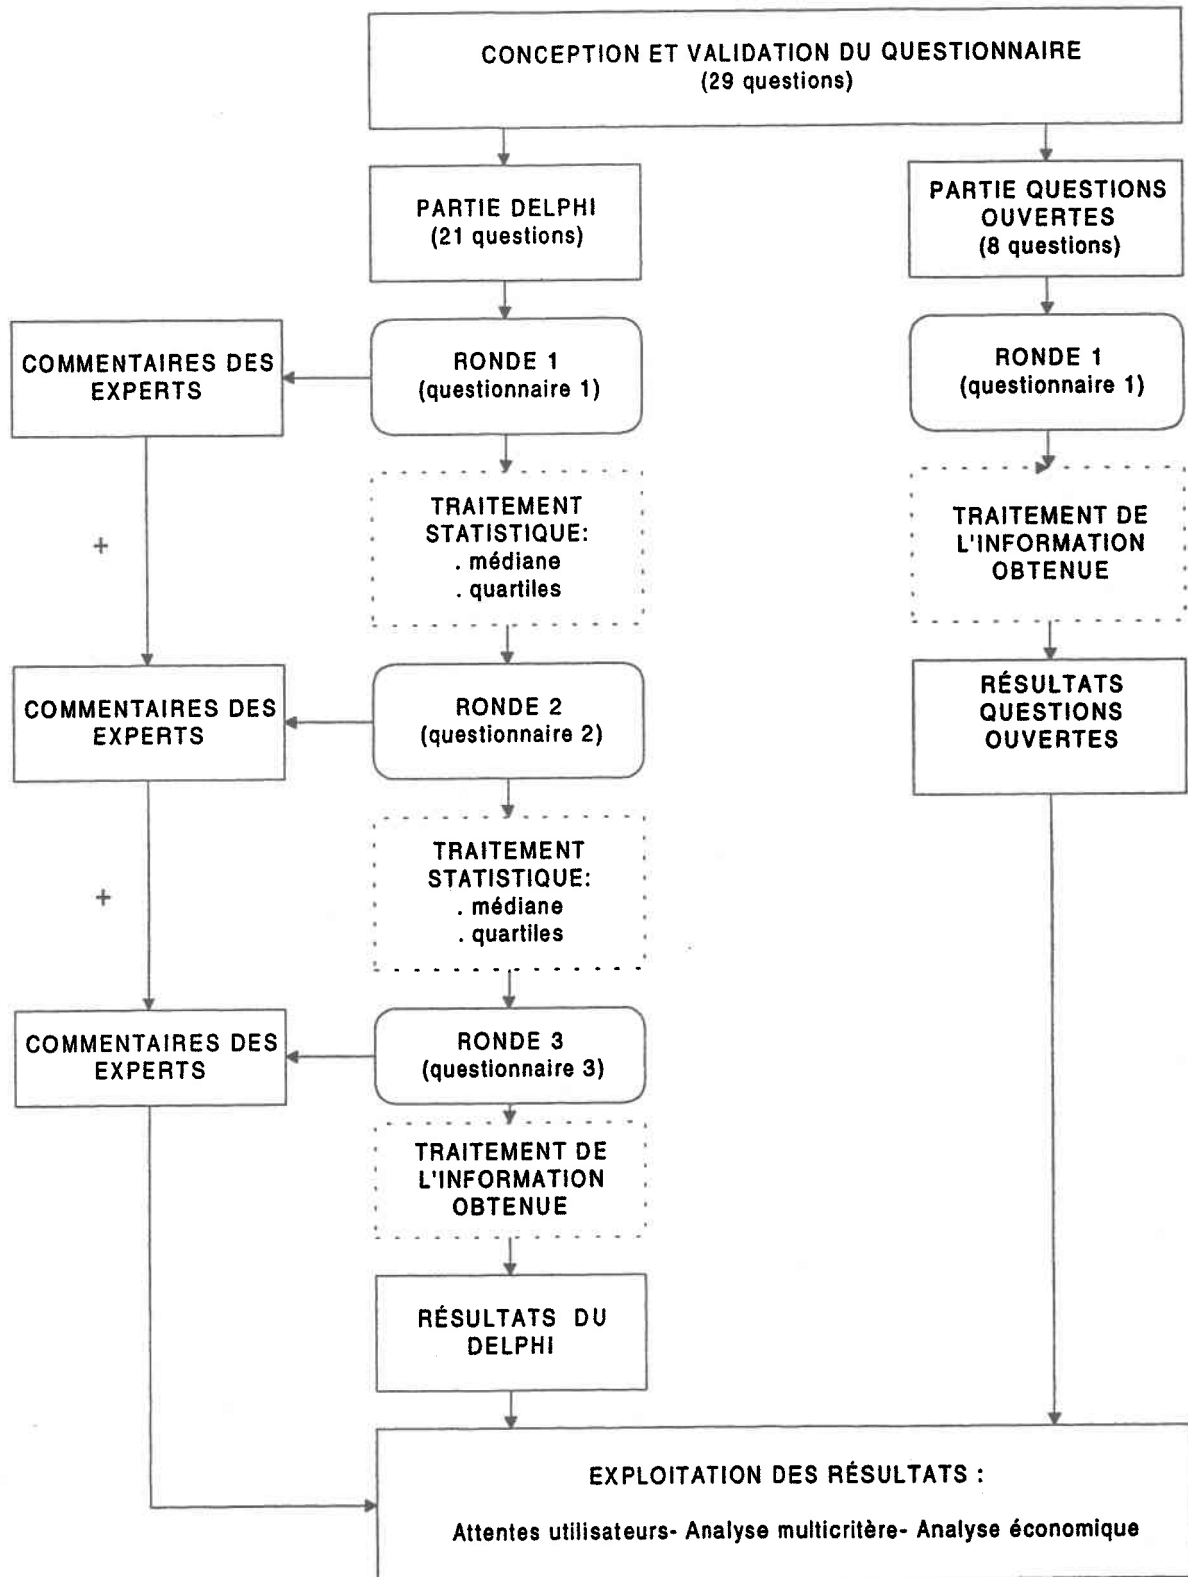 CONCEPTION ET VALIDATION DU QUESTIONNAIRE
(29 questions)
PARTIE DELPHI
(21 questions)
PARTIE QUESTIONS
OUVERTES
(8 questions)
COMMENTAIRES DES
EXPERTS
RONDE 1
(questionnaire 1)
RONDE 1
(questionnaire 1)
+
TRAITEMENT
STATISTIQUE:
. médiane
. quartiles
TRAITEMENT DE
L'INFORMATION
OBTENUE
COMMENTAIRES DES
EXPERTS
RONDE 2
(questionnaire 2)
RÉSULTATS
QUESTIONS
OUVERTES
+
TRAITEMENT
STATISTIQUE:
. médiane
. quartiles
COMMENTAIRES DES
EXPERTS
RONDE 3
(questionnaire 3)
TRAITEMENT DE
L'INFORMATION
OBTENUE
RÉSULTATS DU
DELPHI
EXPLOITATION DES RÉSULTATS :
Attentes utilisateurs- Analyse multicritère- Analyse économique